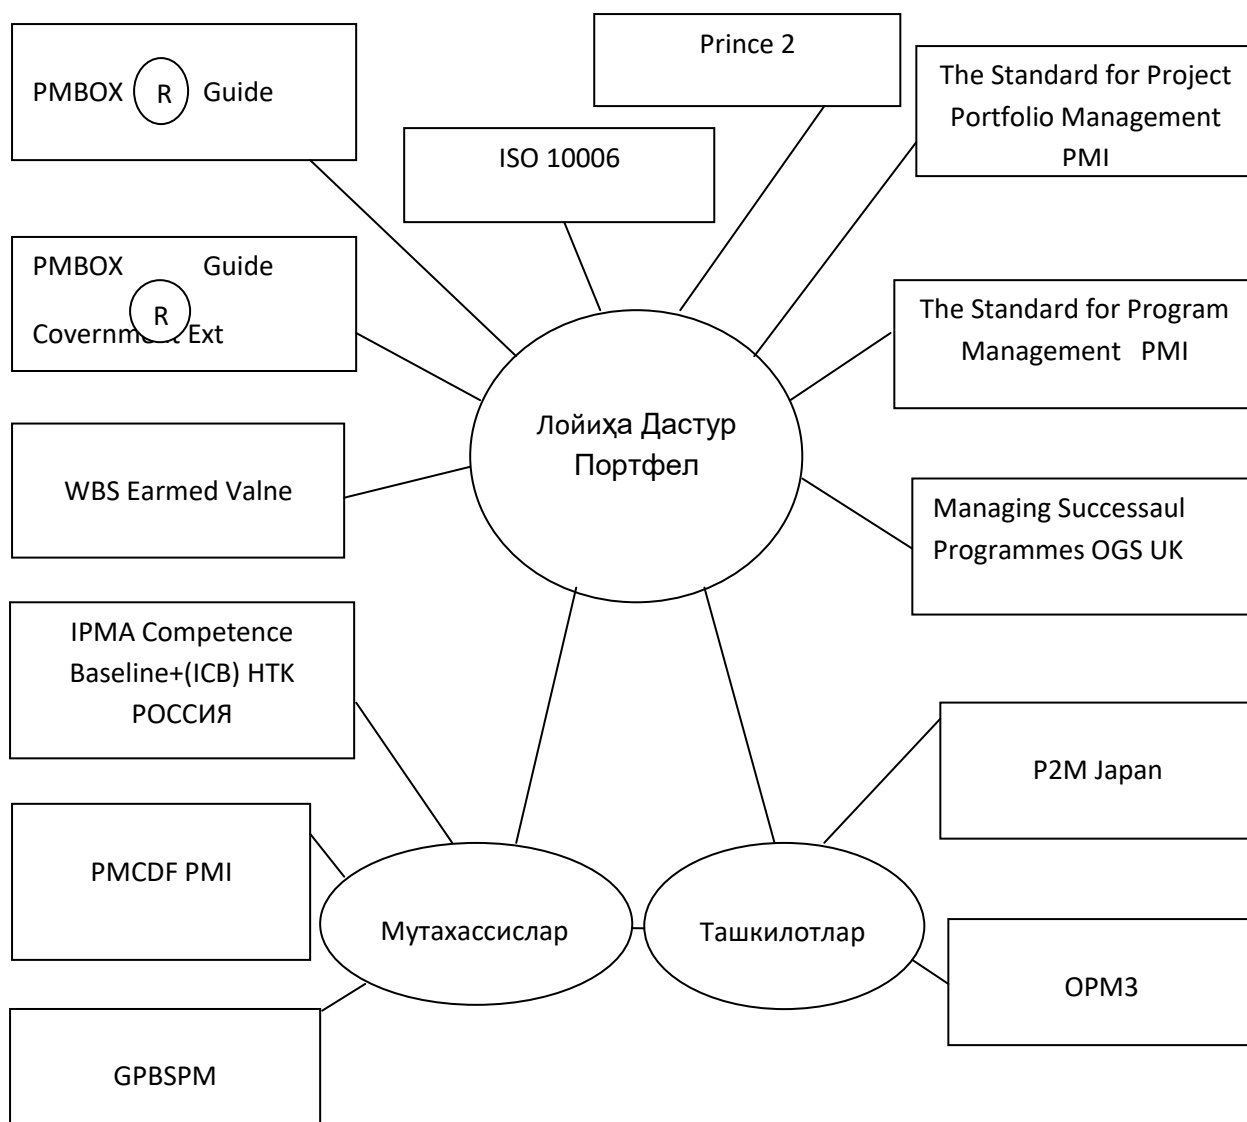 Prince 2
PMBOX R Guide
ISO 10006
The Standard for Project
Portfolio Management
PMI
PMBOX Guide
R
Covernment Ext
The Standard for Program
Management PMI
Лойиҳа Дастур
Портфел
WBS Earmed Valne
Managing Successaul
Programmes OGS UK
IPMA Competence
Baseline+(ICB) НТК
РОССИЯ
P2M Japan
PMCDF PMI
Мутахассислар
Ташкилотлар
OPM3
GPBSPM